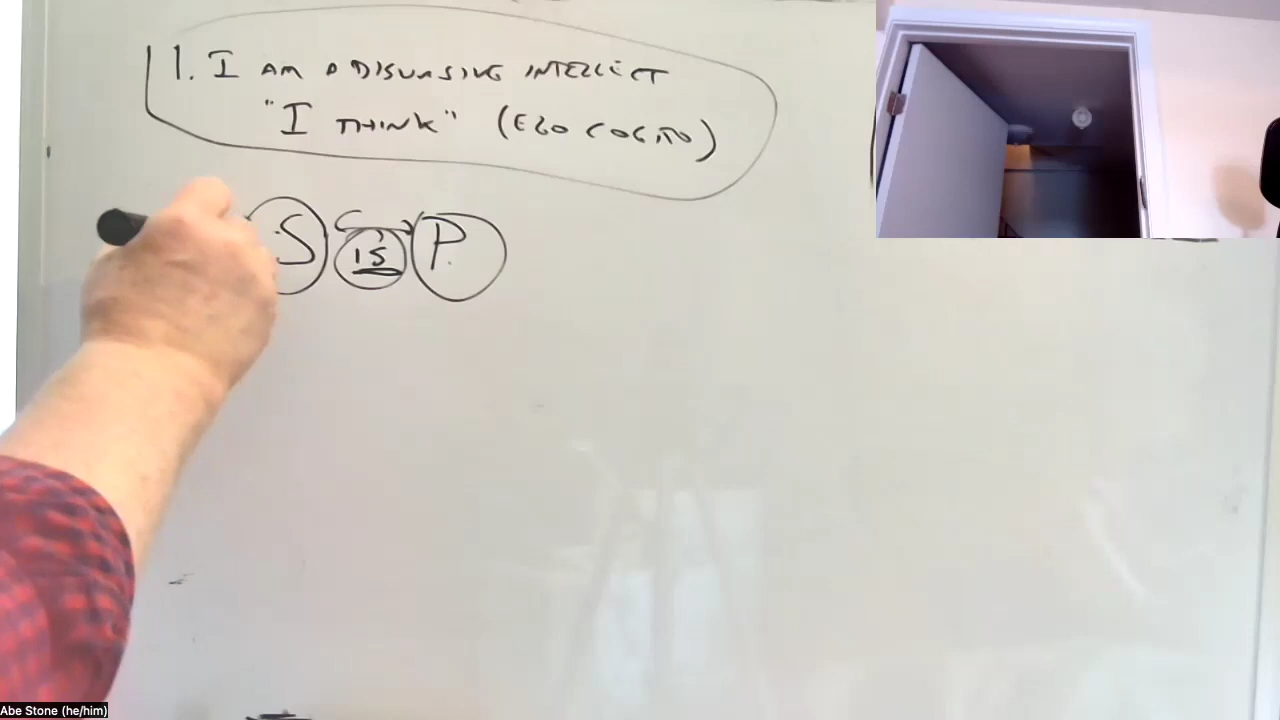 1. I AM A DISCURSIVE INTELLECT
"I THINK" (EGO COGITO)
S IS P
Abe Stone (he/him)